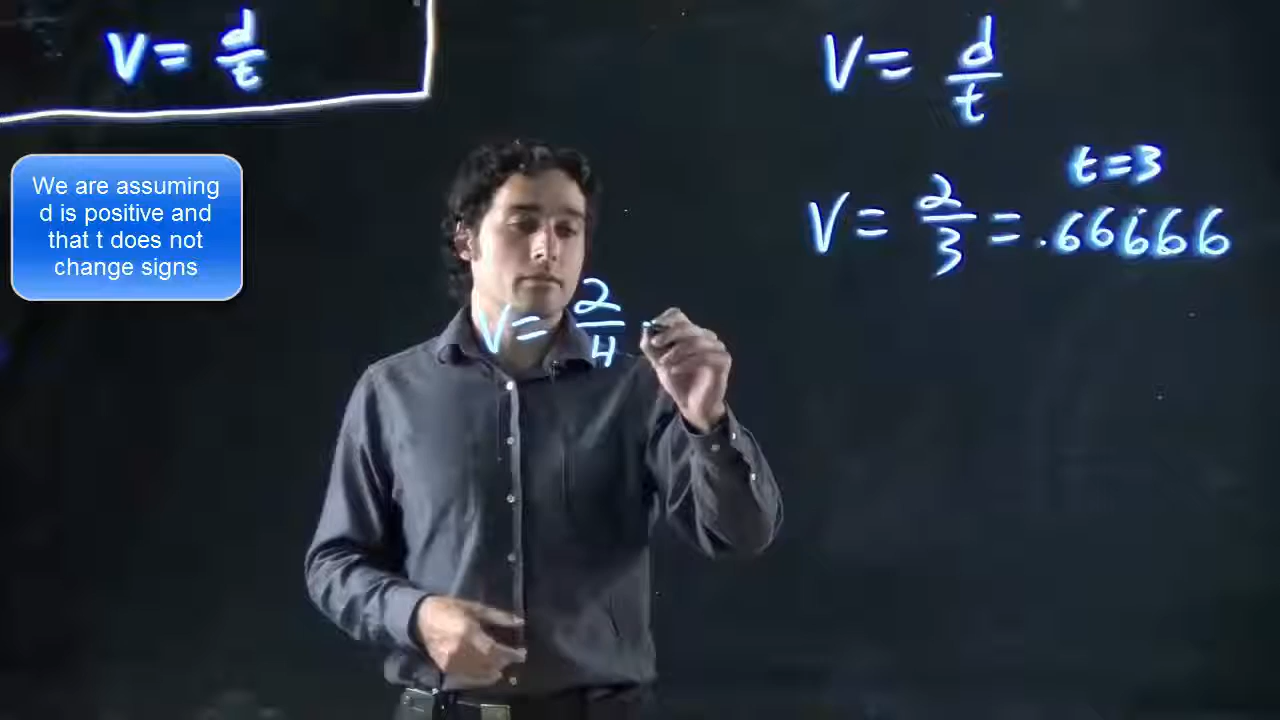 V = d/t
We are assuming
d is positive and
that t does not
change signs
V = d/t
t = 3
V = 2/3 = .66666
V = 2/4